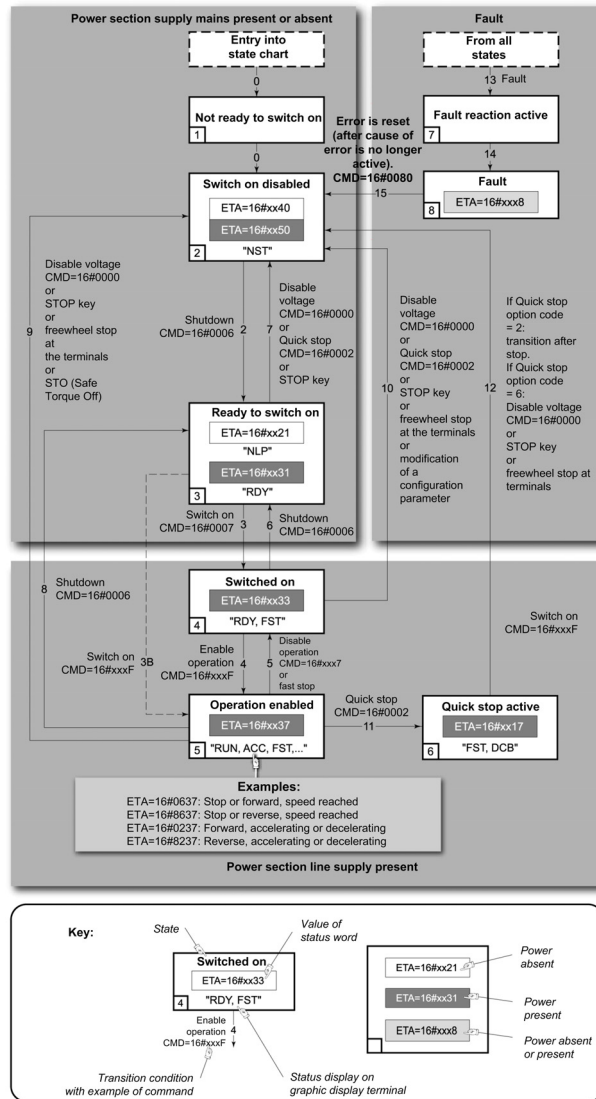 Power section supply mains present or absent
Entry into
state chart
0
Not ready to switch on
1
0
Switch on disabled
ETA=16#xx40
ETA=16#xx50
2
"NST"
Fault
From all
states
13
Fault
Fault reaction active
7
14
Fault
ETA=16#xxx8
8
Error is reset
(after cause of
error is no longer
active).
CMD=16#0080
15
9
Disable voltage
CMD=16#0000
or
STOP key
or
freewheel stop
at
the terminals
or
STO (Safe
Torque Off)
Shutdown
CMD=16#0006
2
7
Disable
voltage
CMD=16#0000
or
Quick stop
CMD=16#0002
or
STOP key
10
Disable
voltage
CMD=16#0000
or
Quick stop
CMD=16#0002
or
STOP key
or
freewheel stop
at the terminals
or
modification
of a
configuration
parameter
12
If Quick stop
option code
= 2:
transition after
stop.
If Quick stop
option code
= 6:
Disable voltage
CMD=16#0000
or
STOP key
or
freewheel stop at
terminals
Ready to switch on
ETA=16#xx21
"NLP"
ETA=16#xx31
3
"RDY"
Switch on
CMD=16#0007
3
6
Shutdown
CMD=16#0006
8
Shutdown
CMD=16#0006
Switched on
ETA=16#xx33
4
"RDY, FST"
Switch on
CMD=16#xxxF
Switch on
CMD=16#xxxF
3B
Enable
operation
CMD=16#xxxF
4
5
Disable
operation
CMD=16#xxx7
or
fast stop
Operation enabled
ETA=16#xx37
5
"RUN, ACC, FST,..."
Quick stop
CMD=16#0002
11
Quick stop active
ETA=16#xx17
6
"FST, DCB"
Examples:
ETA=16#0637: Stop or forward, speed reached
ETA=16#8637: Stop or reverse, speed reached
ETA=16#0237: Forward, accelerating or decelerating
ETA=16#8237: Reverse, accelerating or decelerating
Power section line supply present
Key:
State
Value of
status word
Switched on
ETA=16#xx33
4
"RDY, FST"
Enable
operation
CMD=16#xxxF
4
Transition condition
with example of command
Status display on
graphic display terminal
ETA=16#xx21
ETA=16#xx31
ETA=16#xxx8
Power
absent
Power
present
Power absent
or present